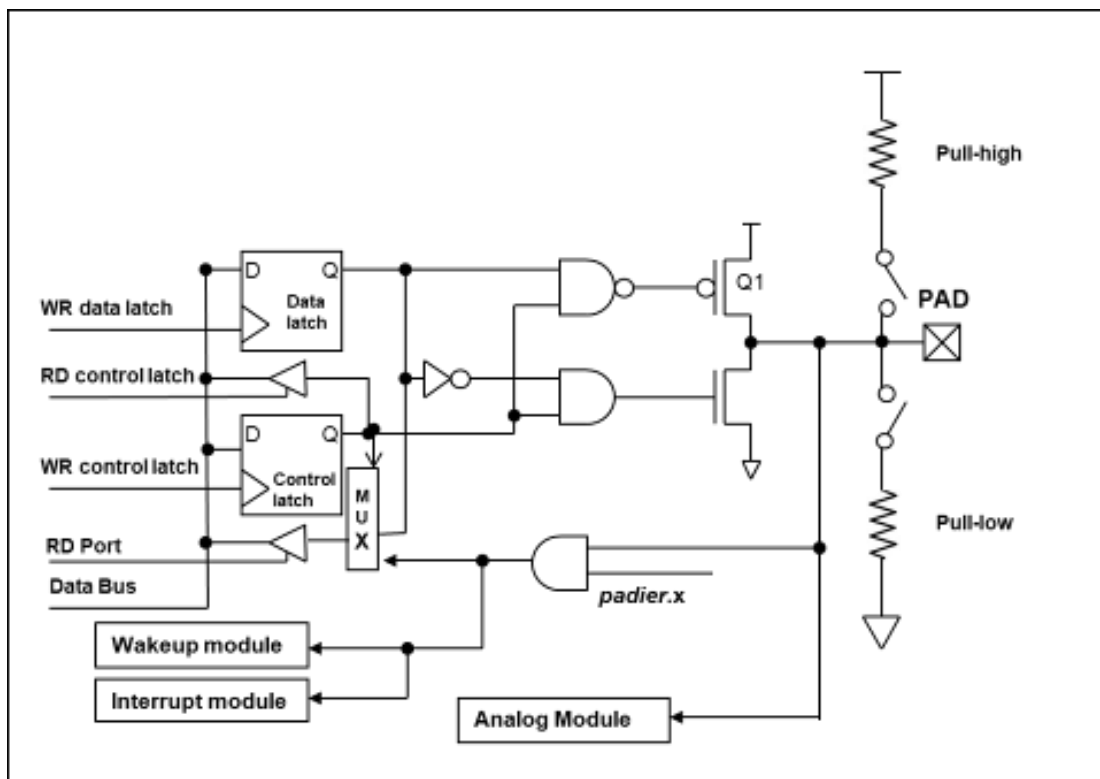 Pull-high
D
Q
Data
latch
WR data latch
Q1
PAD
RD control latch
D
Q
WR control latch
Control
latch
M
U
X
Pull-low
RD Port
Data Bus
padier.x
Wakeup module
Interrupt module
Analog Module